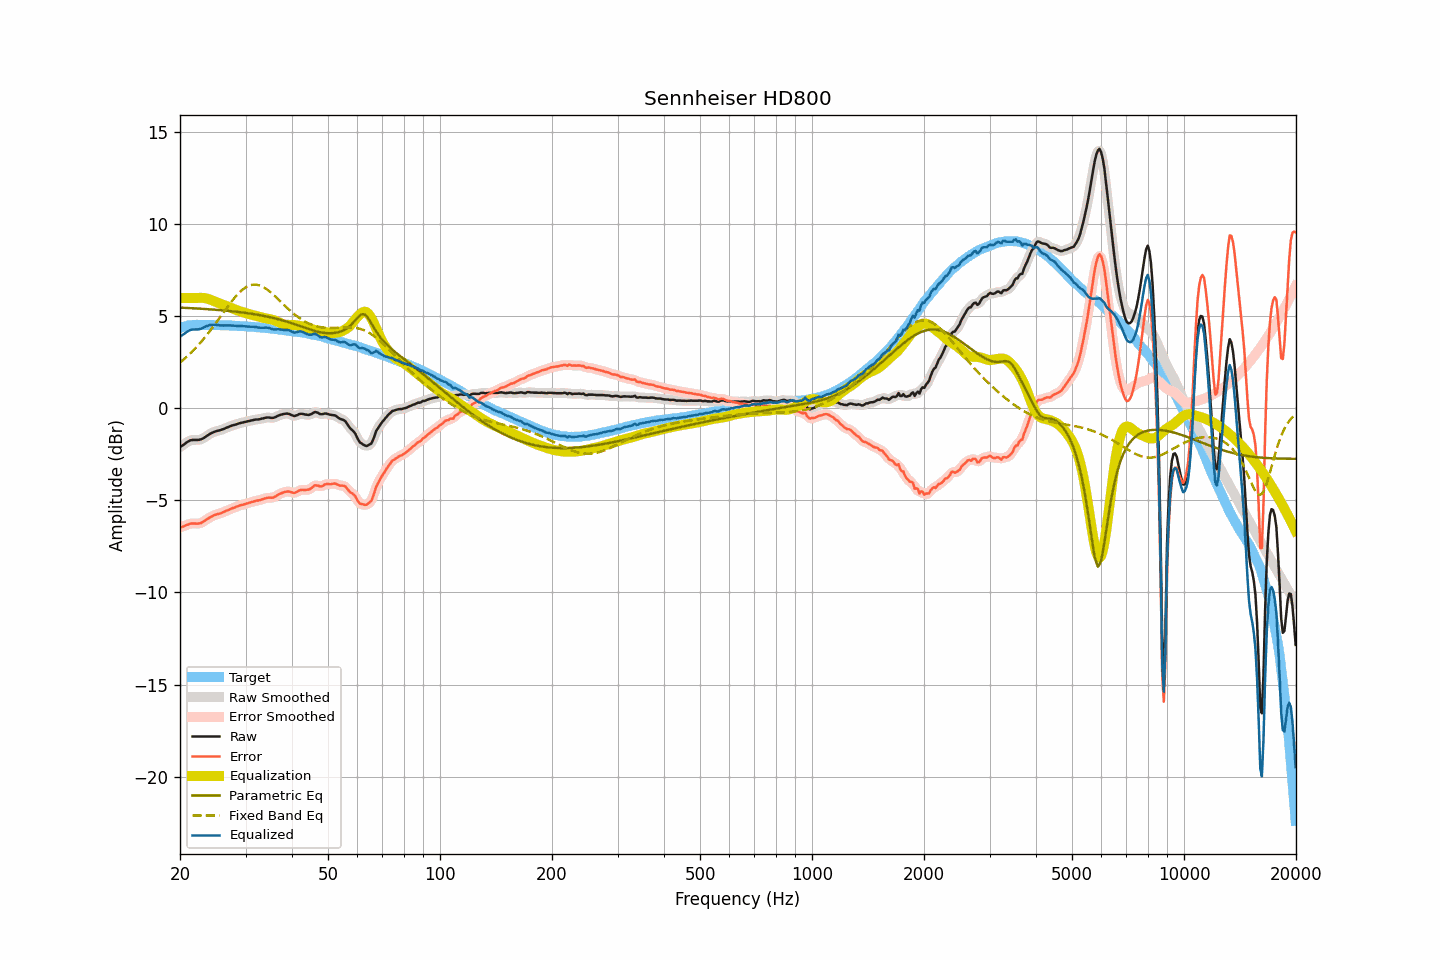 Sennheiser HD800
15
10
5
0
−5
−10
−15
−20
Amplitude (dBr)
Target
Raw Smoothed
Error Smoothed
Raw
Error
Equalization
Parametric Eq
Fixed Band Eq
Equalized
20 50 100 200 500 1000 2000 5000 10000 20000
Frequency (Hz)